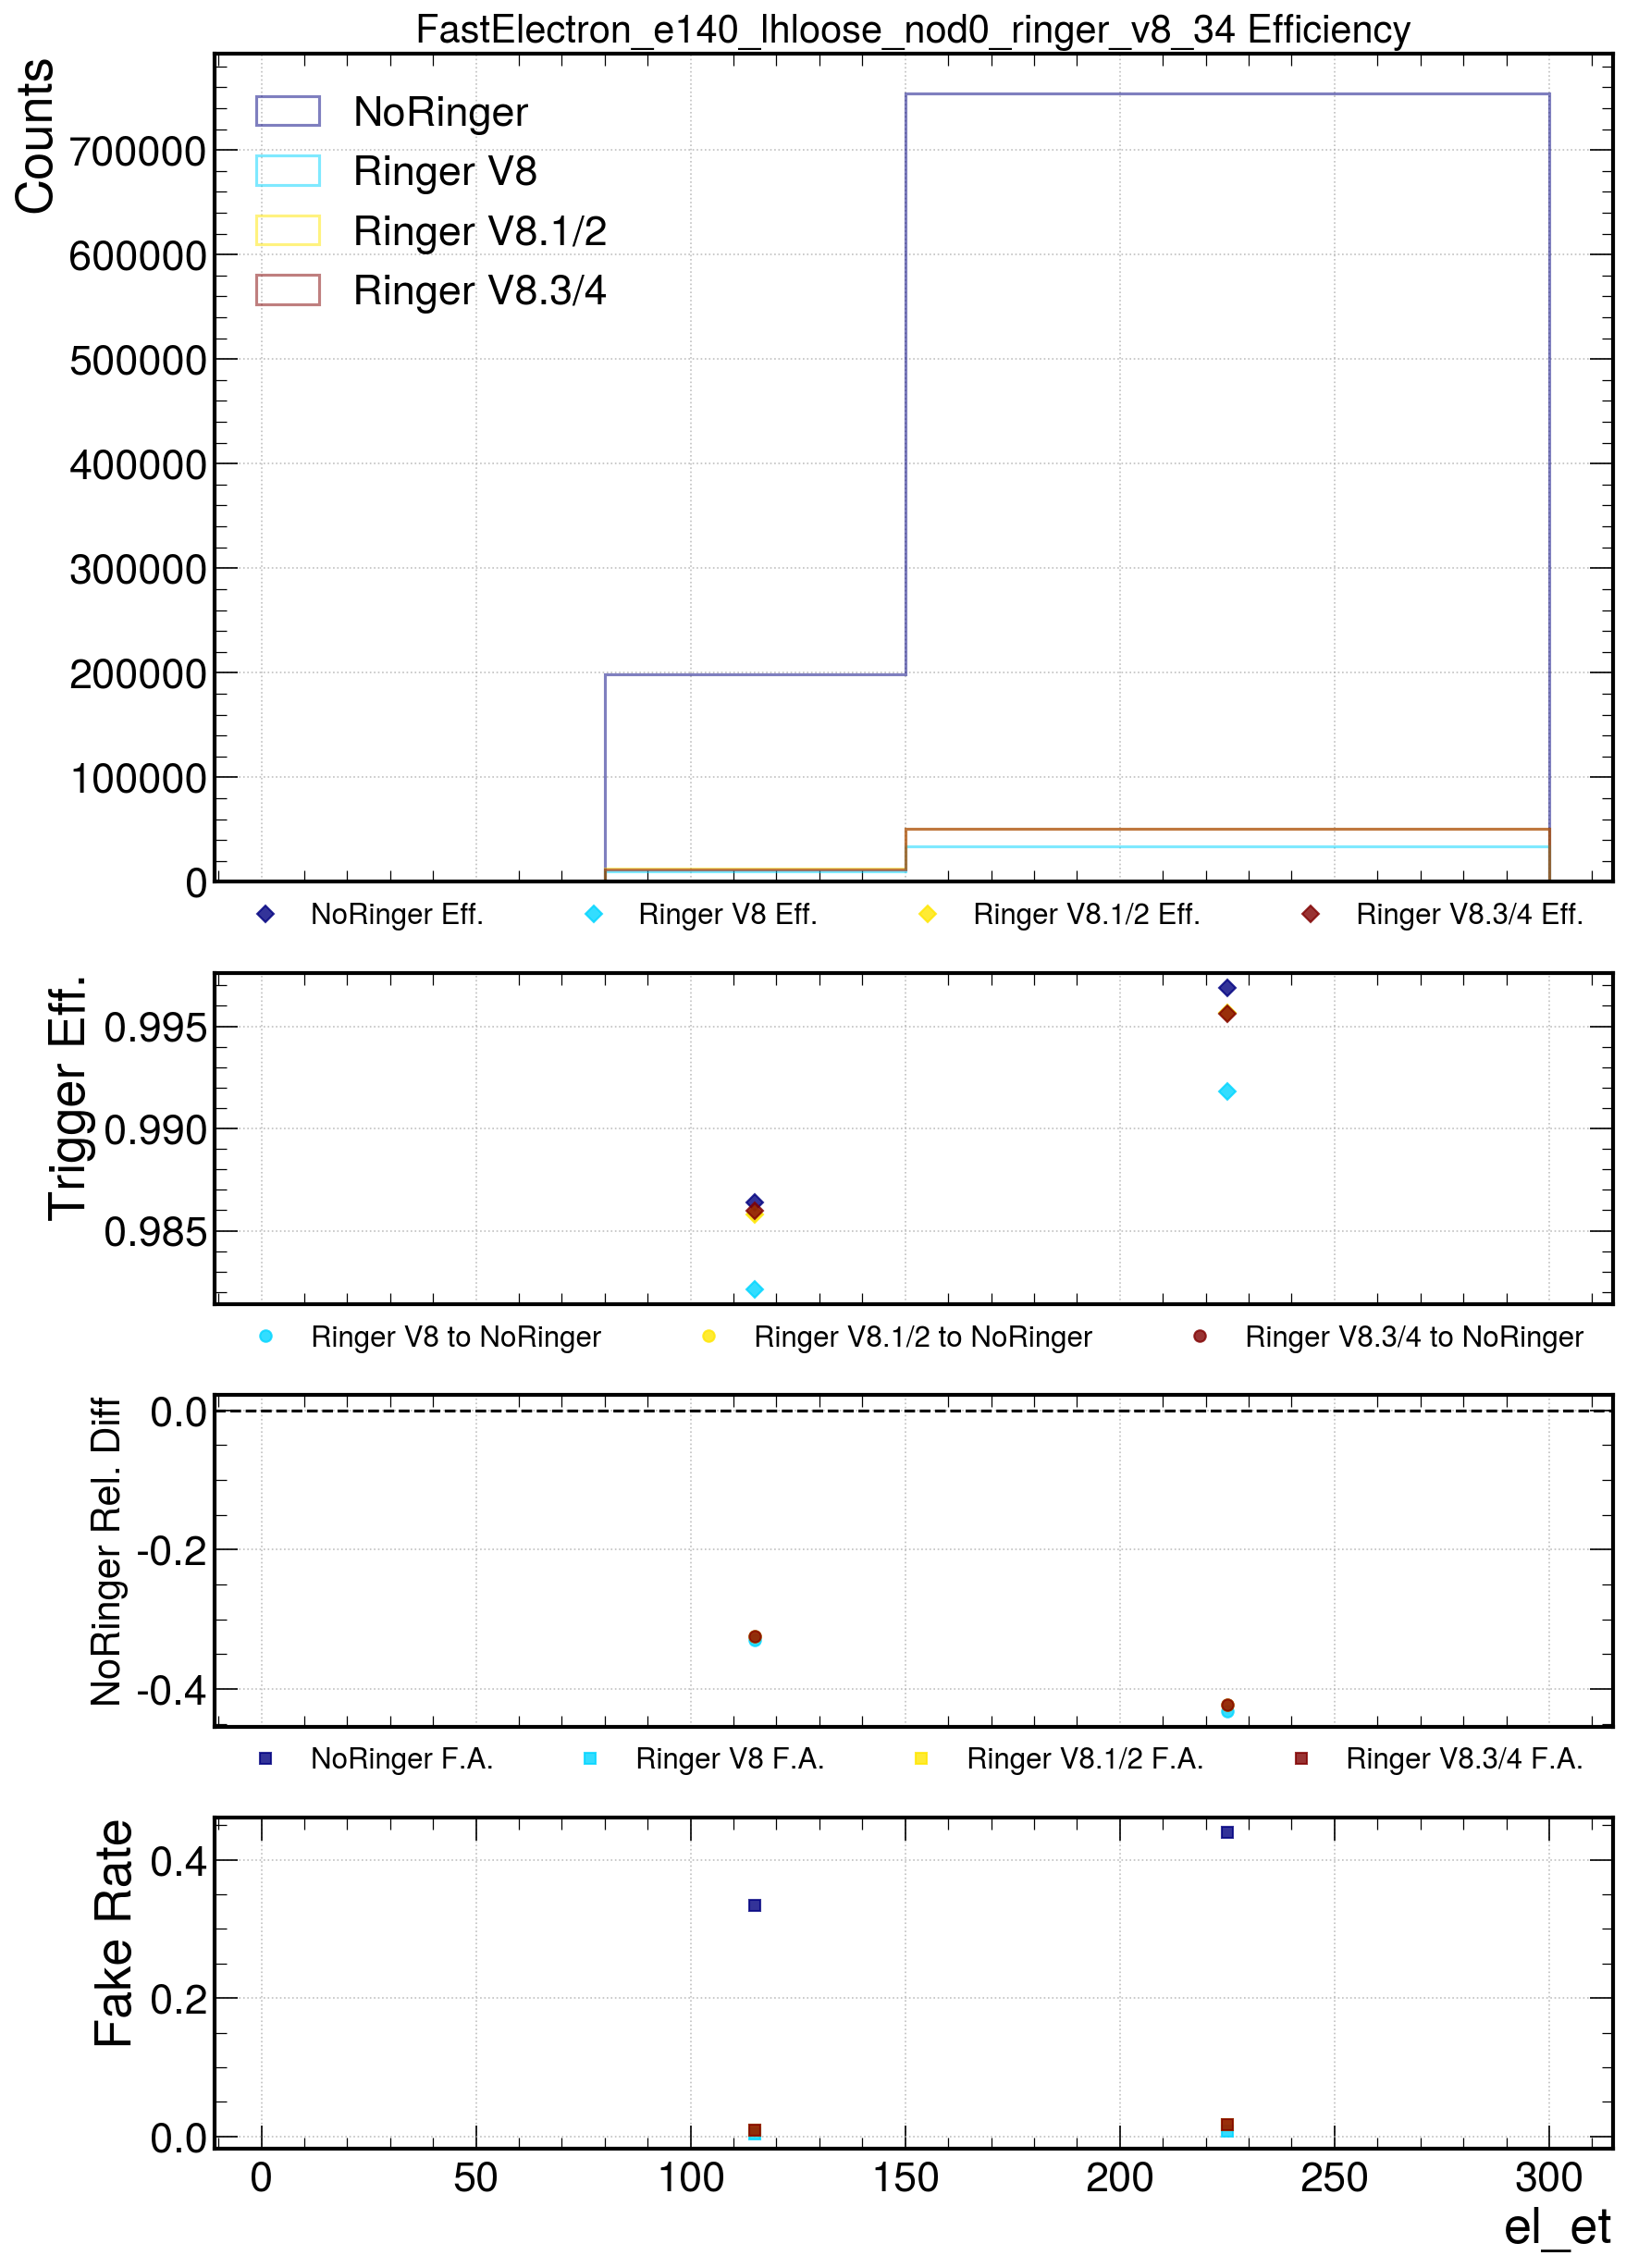 FastElectron_e140_lhloose_nod0_ringer_v8_34 Efficiency
Counts
NoRinger
Ringer V8
Ringer V8.1/2
Ringer V8.3/4
700000
600000
500000
400000
300000
200000
100000
0
NoRinger Eff. Ringer V8 Eff. Ringer V8.1/2 Eff. Ringer V8.3/4 Eff.
Trigger Eff.
0.995
0.990
0.985
Ringer V8 to NoRinger Ringer V8.1/2 to NoRinger Ringer V8.3/4 to NoRinger
NoRinger Rel. Diff
0.0
-0.2
-0.4
NoRinger F.A. Ringer V8 F.A. Ringer V8.1/2 F.A. Ringer V8.3/4 F.A.
Fake Rate
0.4
0.2
0.0
0 50 100 150 200 250 300
el_et